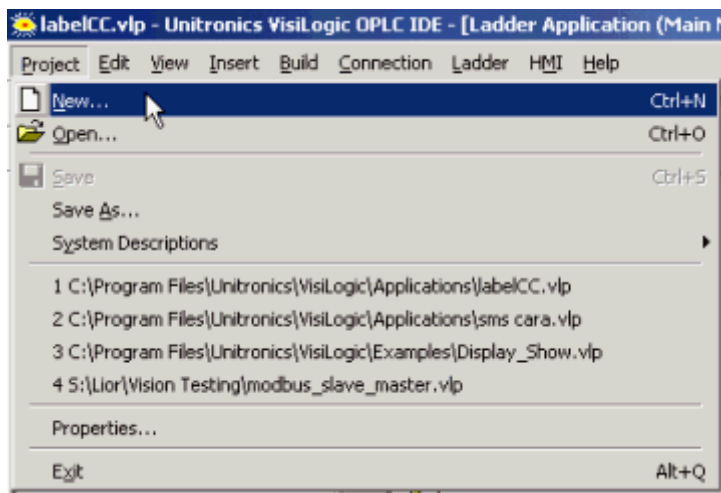 labelCC.vlp - Unitronics VisiLogic OPLC IDE - [Ladder Application (Main
Project Edit View Insert Build Connection Ladder HMI Help
New... Ctrl+N
Open... Ctrl+O
Save Ctrl+S
Save As...
System Descriptions
1 C:\Program Files\Unitronics\VisiLogic\Applications\labelCC.vlp
2 C:\Program Files\Unitronics\VisiLogic\Applications\sms cara.vlp
3 C:\Program Files\Unitronics\VisiLogic\Examples\Display_Show.vlp
4 S:\Lior\Vision Testing\modbus_slave_master.vlp
Properties...
Exit Alt+Q